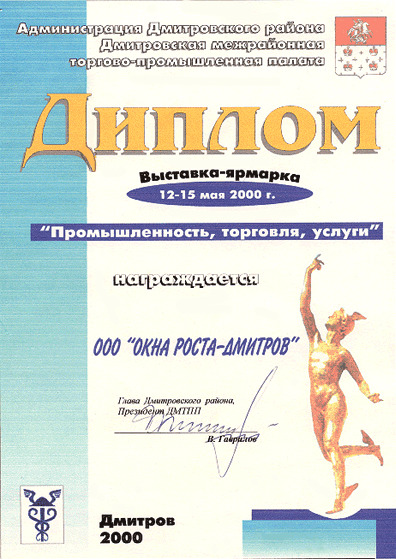 Администрация Дмитровского района
Дмитровская межрайонная
торгово-промышленная палата
Диплом
Выставка-ярмарка
12-15 мая 2000 г.
"Промышленность, торговля, услуги"
награждается
ООО "ОКНА РОСТА-ДМИТРОВ"
Глава Дмитровского района,
Президент ДМТПП
В. Гаврилов
Дмитров
2000